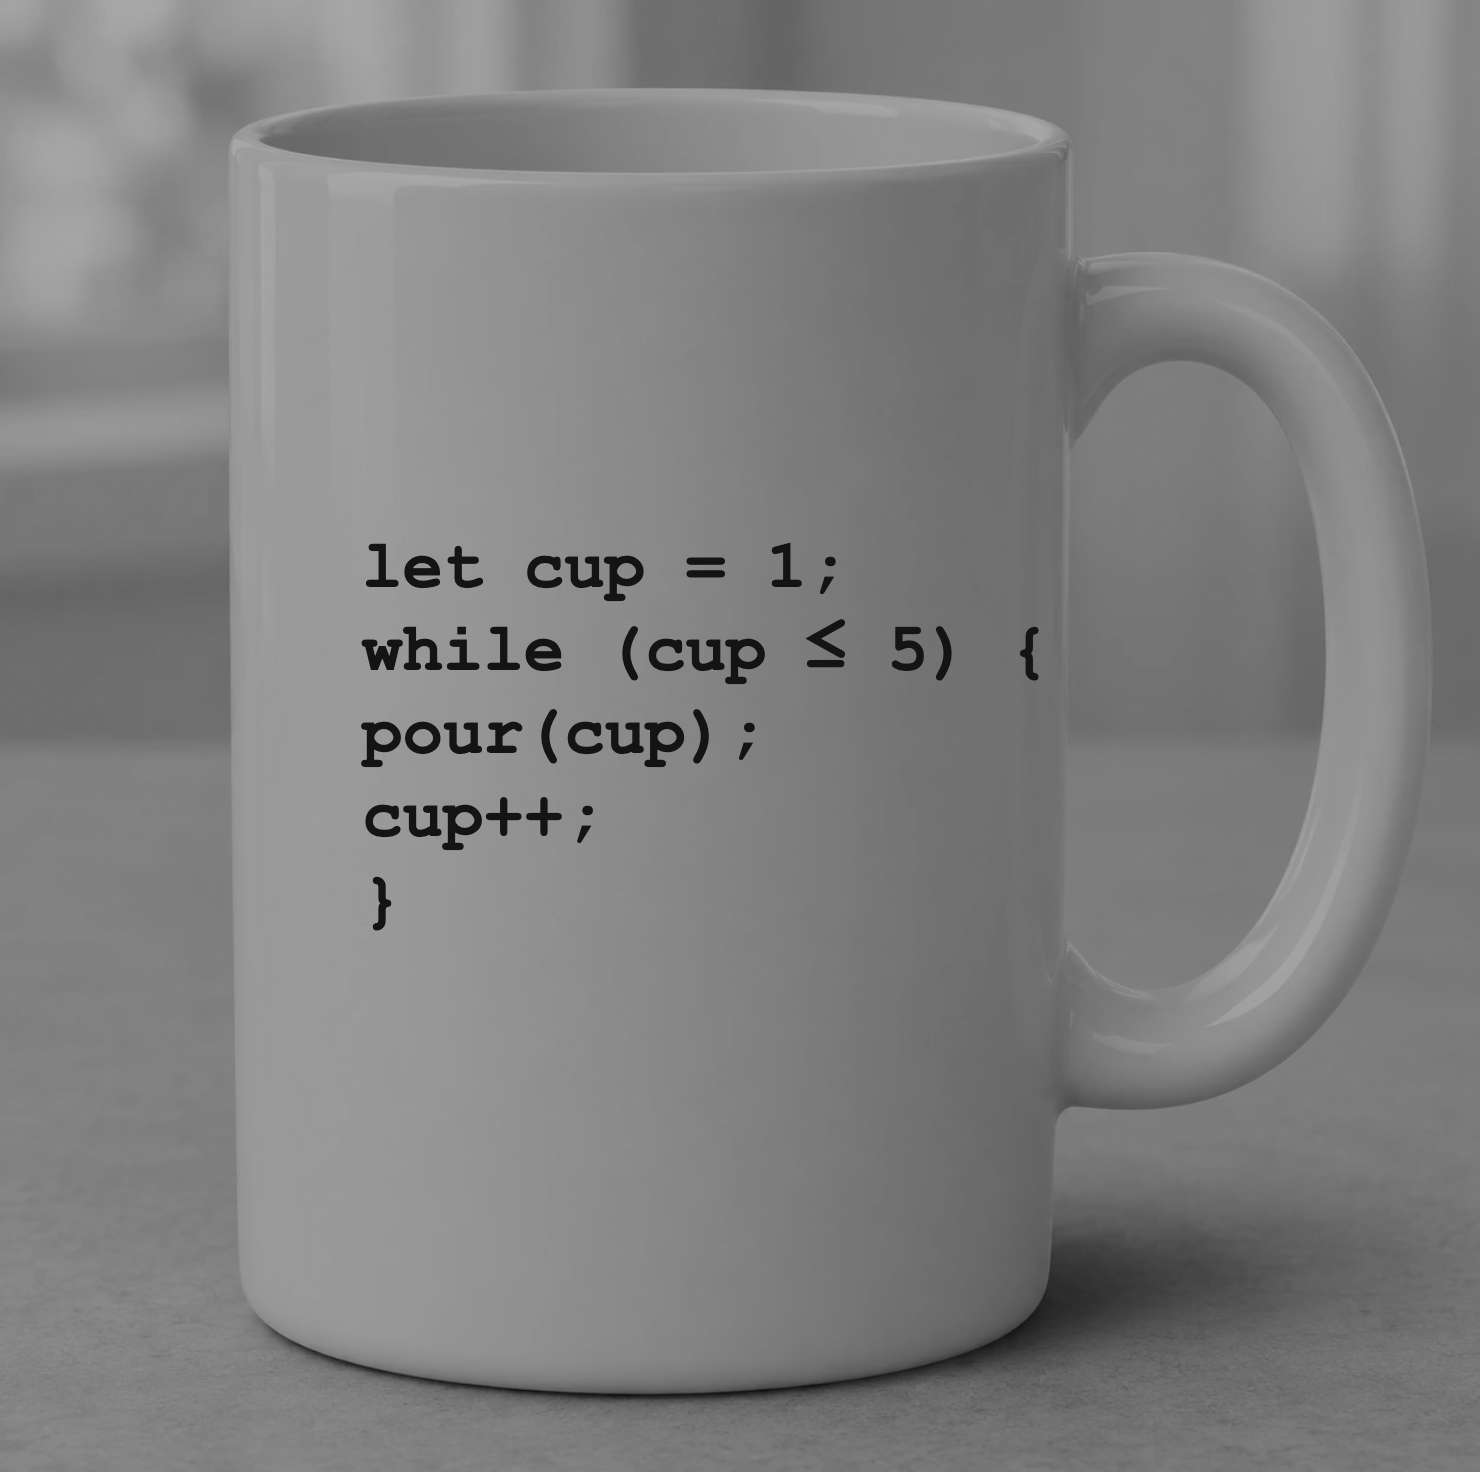 let cup = 1;
while (cup ≤ 5) {
pour(cup);
cup++;
}